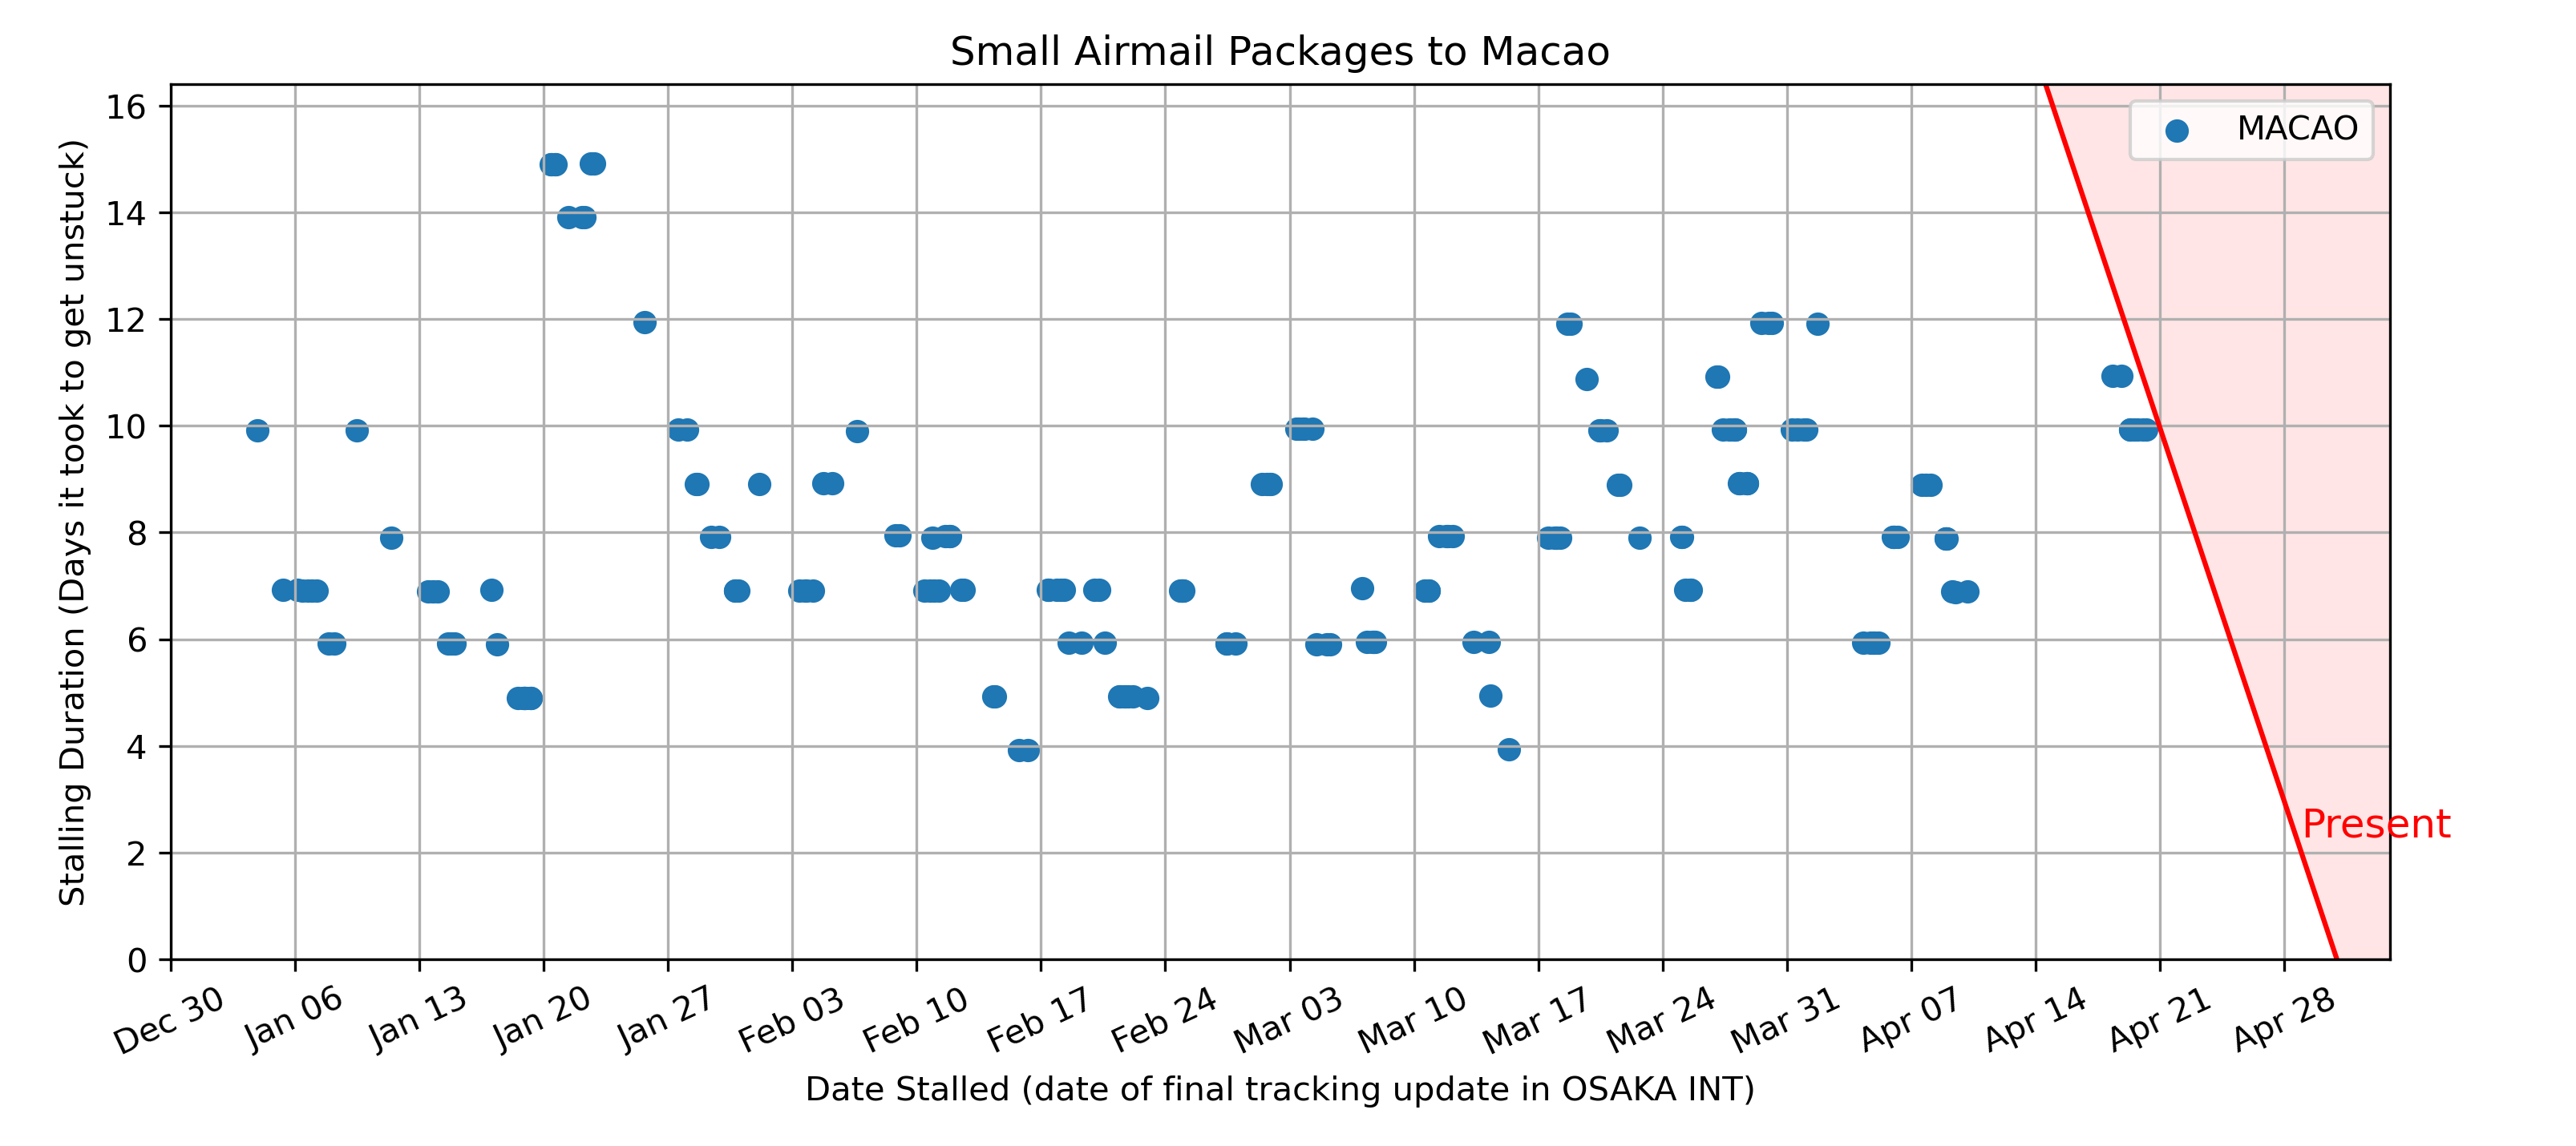 Small Airmail Packages to Macao
MACAO
Stalling Duration (Days it took to get unstuck)
16
14
12
10
8
6
4
2
0
Present
Dec 30 Jan 06 Jan 13 Jan 20 Jan 27 Feb 03 Feb 10 Feb 17 Feb 24 Mar 03 Mar 10 Mar 17 Mar 24 Mar 31 Apr 07 Apr 14 Apr 21 Apr 28
Date Stalled (date of final tracking update in OSAKA INT)